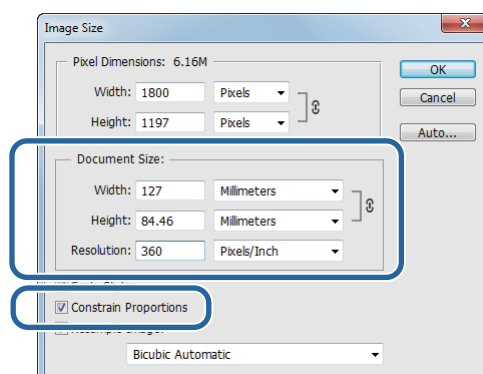 Image Size
Pixel Dimensions: 6.16M
OK
Width: 1800 Pixels
Cancel
Height: 1197 Pixels
Auto...
Document Size:
Width: 127 Millimeters
Height: 84.46 Millimeters
Resolution: 360 Pixels/Inch
Constrain Proportions
Bicubic Automatic